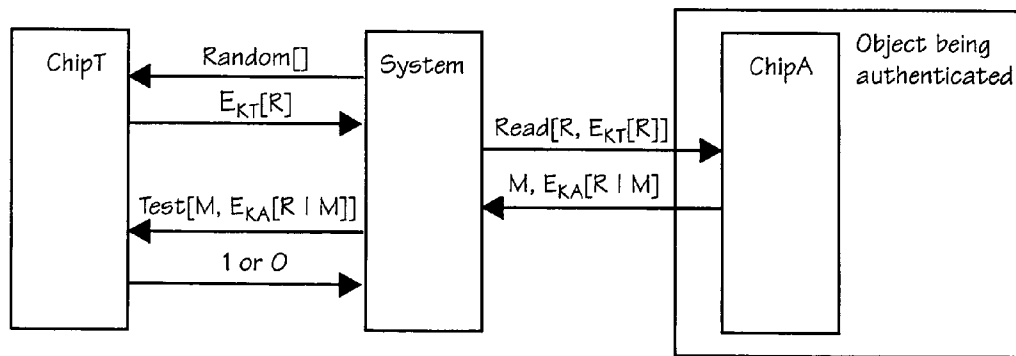 ChipT
System
ChipA
Object being
authenticated
Random[]
E_KT[R]
Read[R, E_KT[R]]
M, E_KA[R | M]
Test[M, E_KA[R | M]]
1 or 0